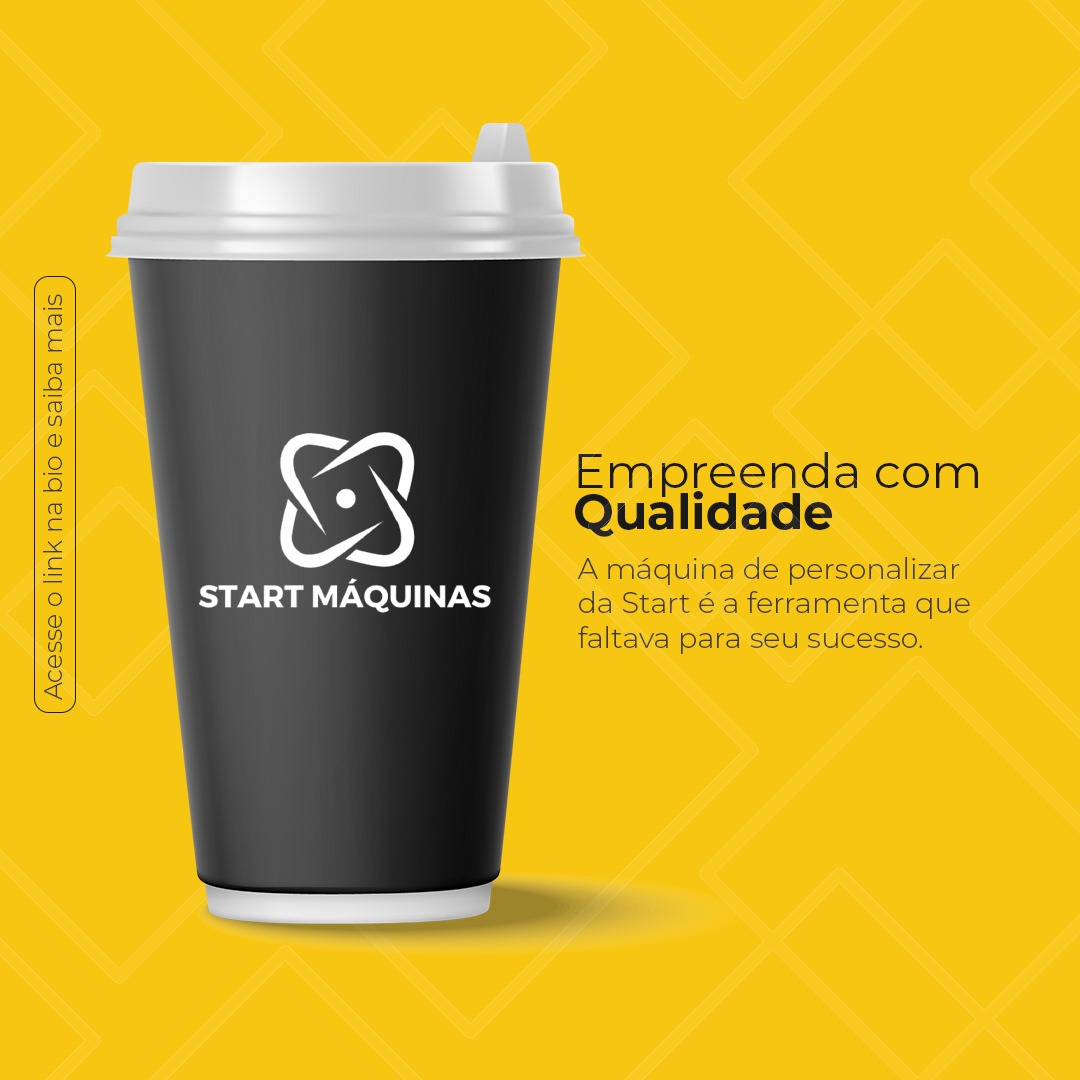 Acesse o link na bio e saiba mais
START MÁQUINAS
Empreenda com
Qualidade
A máquina de personalizar
da Start é a ferramenta que
faltava para seu sucesso.